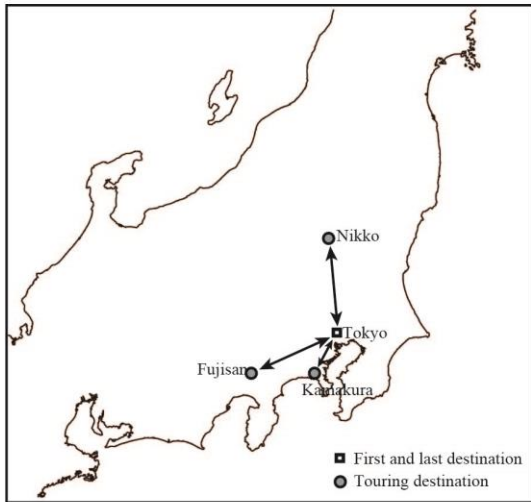 Nikko
Tokyo
Fujisan
Kamakura
First and last destination
Touring destination